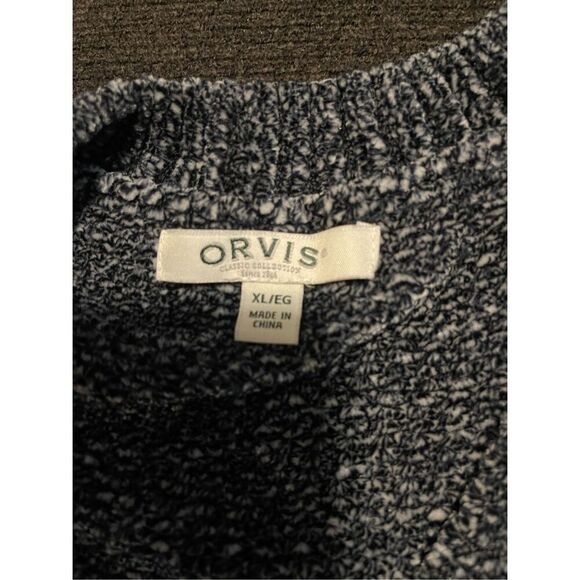 ORVIS
CLASSIC COLLECTION
Since 1856
XL/EG
MADE IN
CHINA